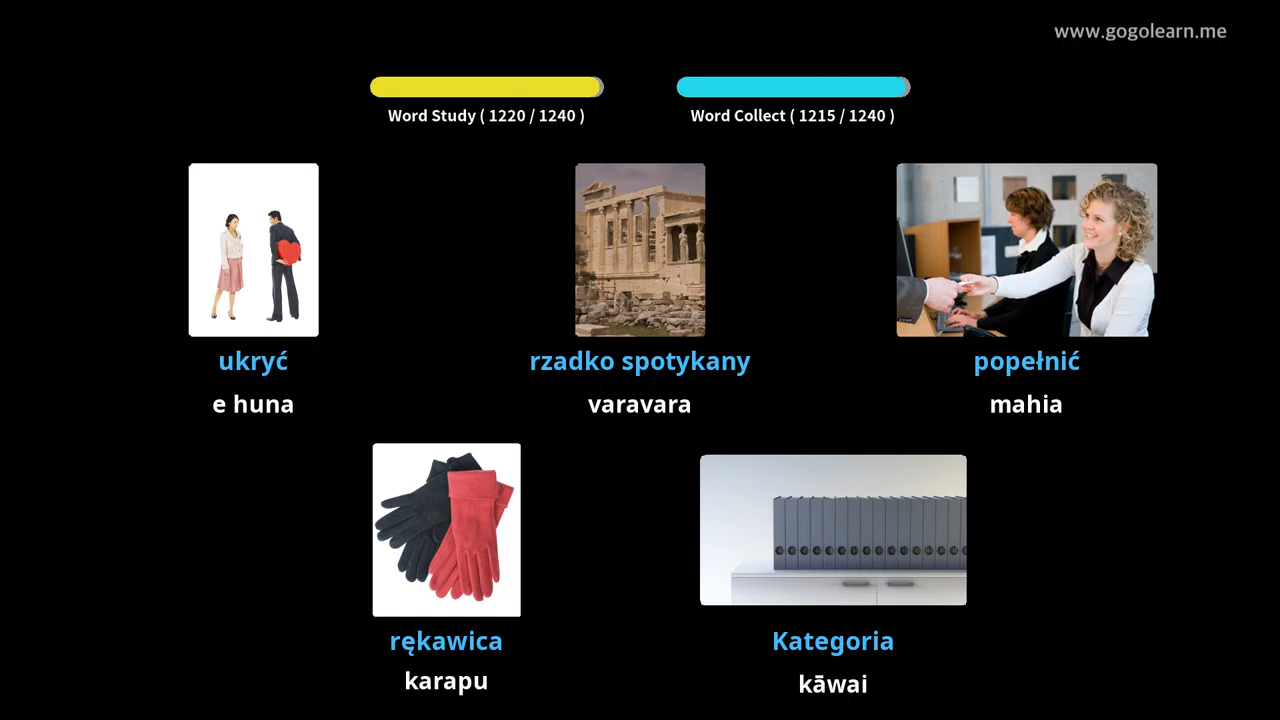 www.gogolearn.me
Word Study ( 1220 / 1240 )
Word Collect ( 1215 / 1240 )
ukryć
e huna
rzadko spotykany
varavara
popełnić
mahia
rękawica
karapu
Kategoria
kāwai